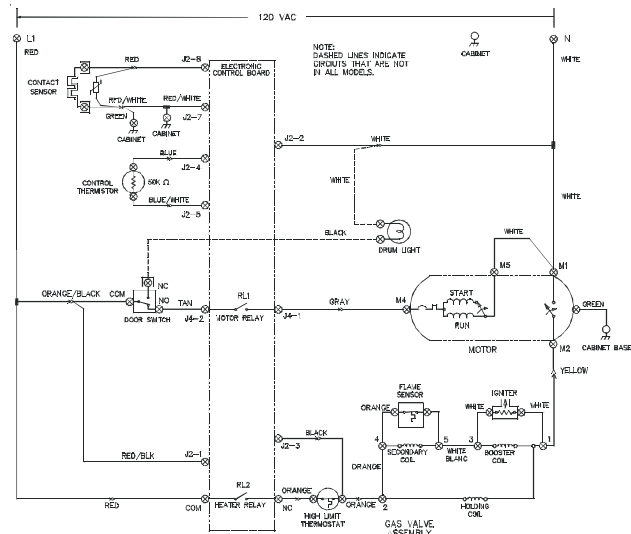 120 VAC
L1
RED
N
WHITE
CABINET
NOTE:
DASHED LINES INDICATE
CIRCUITS THAT ARE NOT
IN ALL MODELS.
RED
J2-8
ELECTRONIC
CONTROL BOARD
CONTACT
SENSOR
RED/WHITE
RED/WHITE
GREEN
J2-7
CABINET
CABINET
J2-2
WHITE
BLUE
J2-4
CONTROL
THERMISTOR
50K Ω
WHITE
BLUE/WHITE
J2-5
WHITE
BLACK
DRUM LIGHT
WHITE
NC
M5
M1
ORANGE/BLACK
COM
NO
TAN
RL1
GRAY
M4
START
RUN
GREEN
DOOR SWITCH
J4-2
MOTOR RELAY
J4-1
MOTOR
M2
CABINET BASE
YELLOW
FLAME
SENSOR
IGNITER
ORANGE
WHITE
WHITE
BLACK
J2-3
4
SECONDARY
COIL
5
WHITE
BLANC
3
BOOSTER
COIL
1
RED/BLK
J2-1
ORANGE
RL2
ORANGE
RED
COM
HEATER RELAY
NC
HIGH LIMIT
THERMOSTAT
ORANGE
2
HOLDING
COIL
GAS VALVE
ASSEMBLY